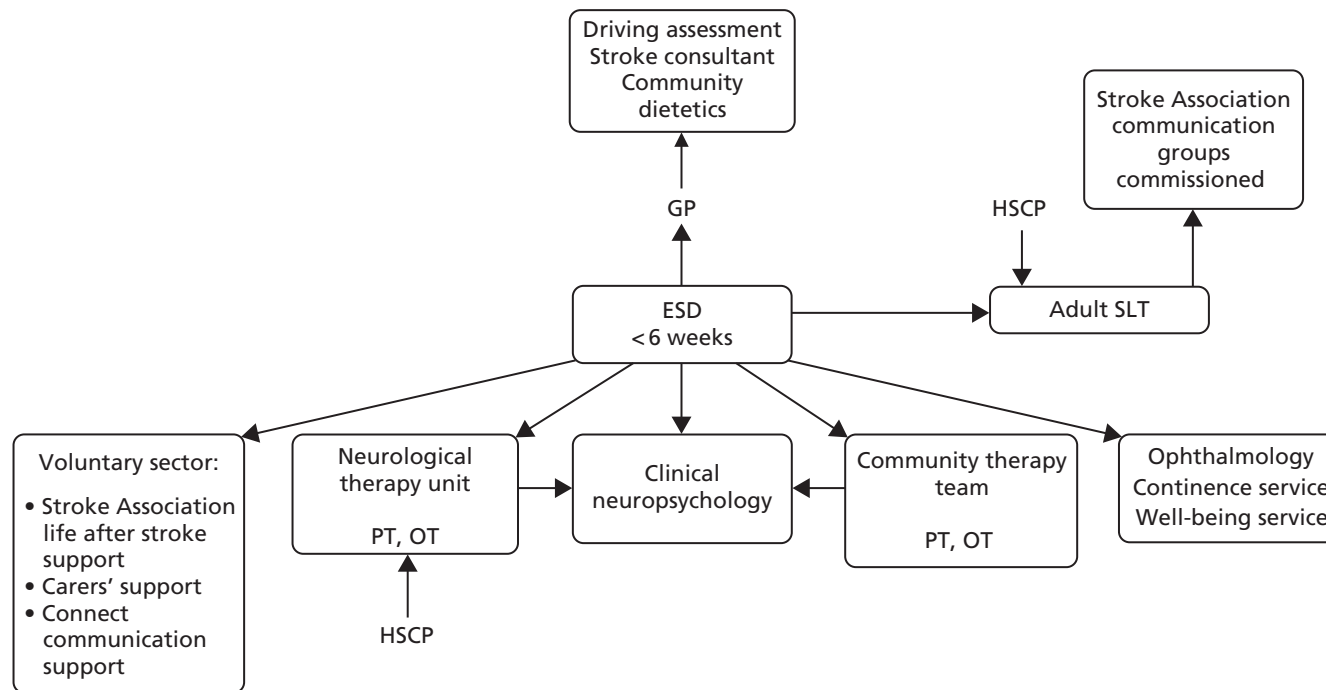 Driving assessment
Stroke consultant
Community
dietetics
Stroke Association
communication
groups
commissioned
GP
HSCP
ESD
<6 weeks
Adult SLT
Voluntary sector:
• Stroke Association
life after stroke
support
• Carers’ support
• Connect
communication
support
Neurological
therapy unit
PT, OT
HSCP
Clinical
neuropsychology
Community therapy
team
PT, OT
Ophthalmology
Continence service
Well-being service